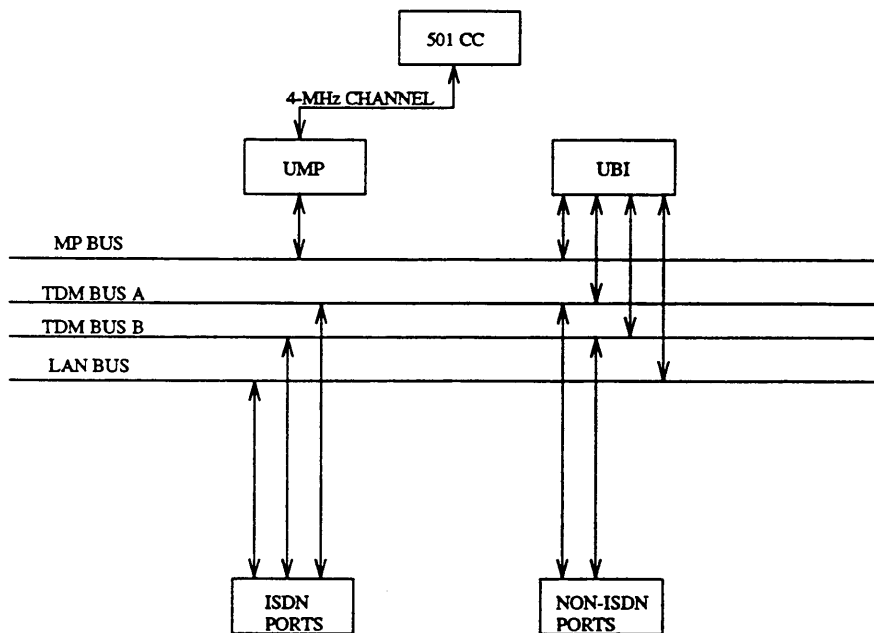 501 CC
4-MHz CHANNEL
UMP
UBI
MP BUS
TDM BUS A
TDM BUS B
LAN BUS
ISDN
PORTS
NON-ISDN
PORTS